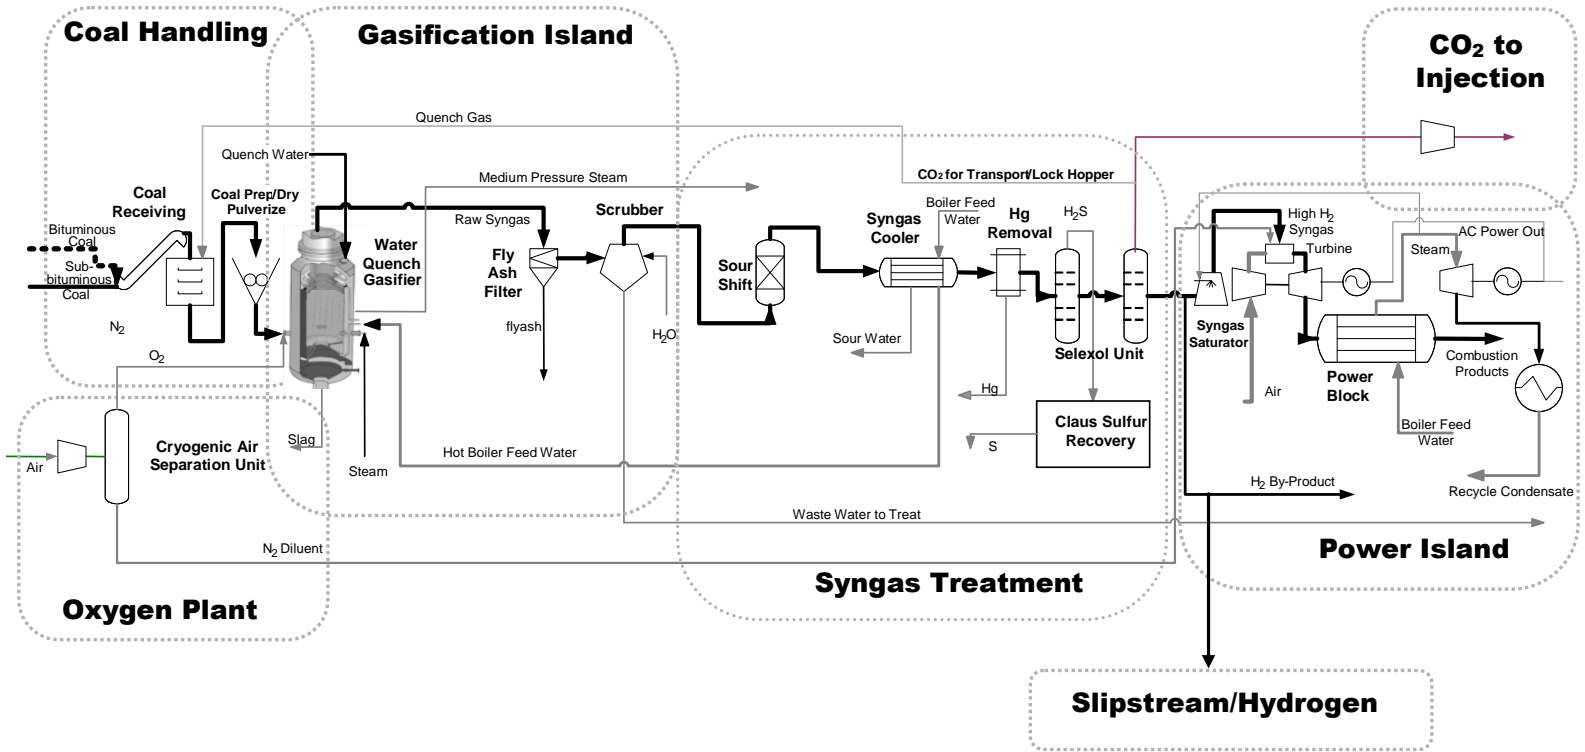 Coal Handling
Gasification Island
CO₂ to
Injection
Quench Gas
Quench Water
Medium Pressure Steam
CO₂ for Transport/Lock Hopper
Coal
Receiving
Coal Prep/Dry
Pulverize
Raw Syngas
Scrubber
Syngas
Cooler
Boiler Feed
Water
Hg
Removal
H₂S
High H₂
Syngas
Turbine
AC Power Out
Steam
Bituminous
Coal
Sub-
bituminous
Coal
Water
Quench
Gasifier
Fly
Ash
Filter
Sour
Shift
N₂
O₂
flyash
H₂O
Sour Water
Selexol Unit
Syngas
Saturator
Combustion
Products
Power
Block
Air
Hg
Claus Sulfur
Recovery
S
Boiler Feed
Water
Slag
Steam
Hot Boiler Feed Water
Cryogenic Air
Separation Unit
Air
H₂ By-Product
Recycle Condensate
Waste Water to Treat
N₂ Diluent
Power Island
Syngas Treatment
Oxygen Plant
Slipstream/Hydrogen